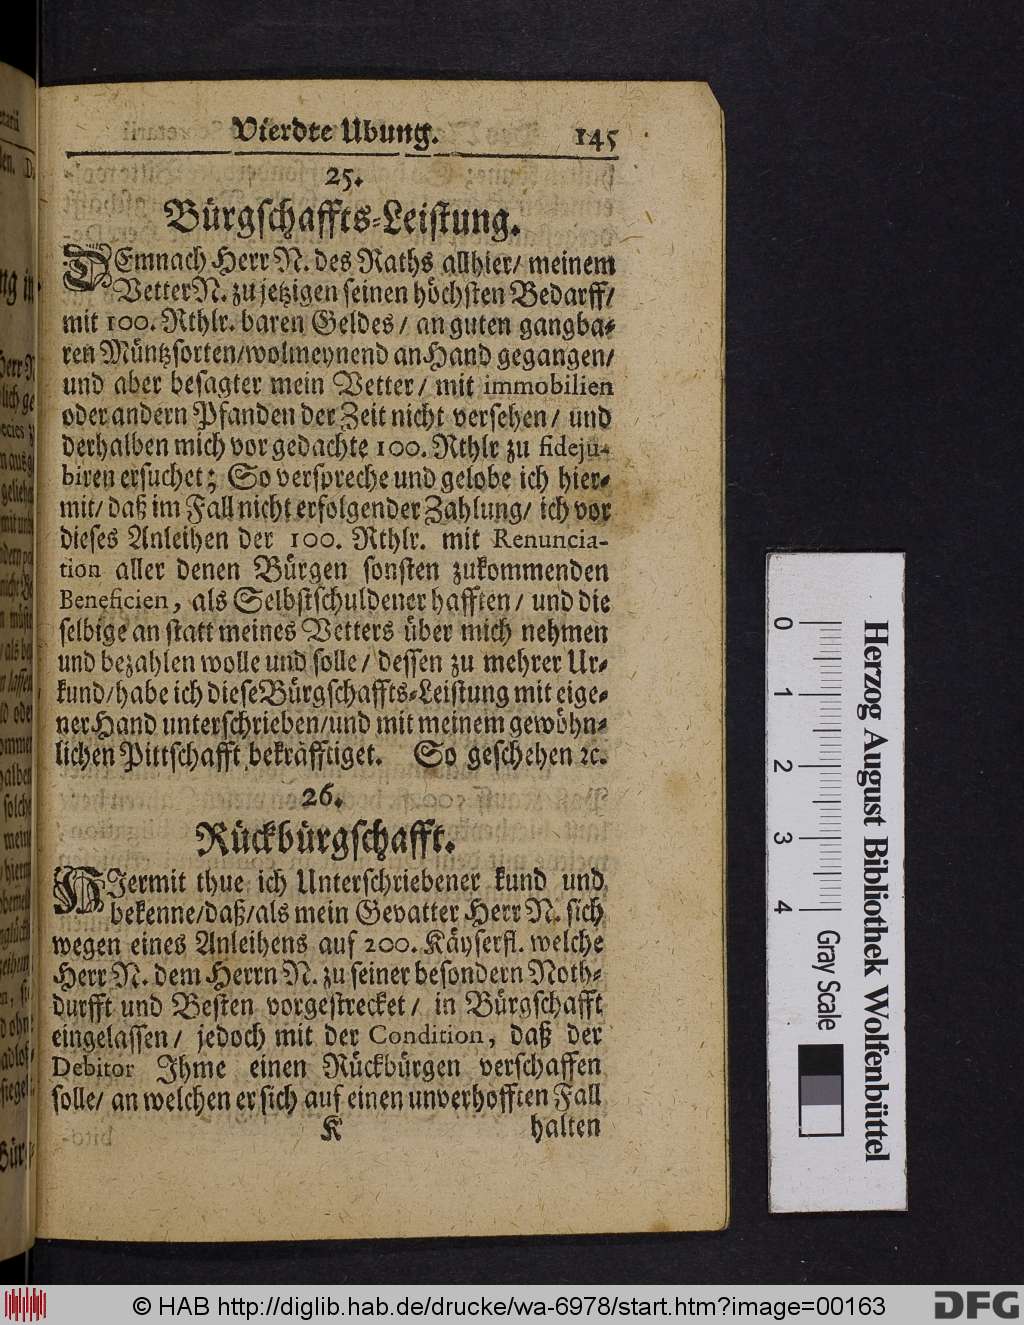 Vierdte Ubung. 145
25.
Bürgschaffts-Leistung.
DEmnach Herr N. des Raths allhier/ meinem
Vetter N. zu jetzigen seinen höchsten Bedarff/
mit 100. Rthlr. baren Geldes / an guten gangba-
ren Müntzsorten/wolmeynend an Hand gegangen/
und aber besagter mein Vetter/ mit immobilien
oder andern Pfanden der Zeit nicht versehen/ und
derhalben mich vor gedachte 100. Rthlr zu fideju-
biren ersuchet; So verspreche und gelobe ich hier-
mit/ daß im Fall nicht erfolgender Zahlung/ ich vor
dieses Anleihen der 100. Rthlr. mit Renuncia-
tion aller denen Bürgen sonsten zukommenden
Beneficien, als Selbstschuldener hafften/ und die
selbige an statt meines Vetters über mich nehmen
und bezahlen wolle und solle/ dessen zu mehrer Ur-
kund/habe ich diese Bürgschaffts-Leistung mit eige-
ner Hand unterschrieben/und mit meinem gewöhn-
lichen Pittschafft bekräfftiget. So geschehen ꝛc.
26.
Rückbürgschafft.
HIermit thue ich Unterschriebener kund und
bekenne/daß/als mein Gevatter Herr N. sich
wegen eines Anleihens auf 200. Käyserfl. welche
Herr N. dem Herrn N. zu seiner besondern Noth-
durfft und Besten vorgestrecket/ in Bürgschafft
eingelassen/ jedoch mit der Condition, daß der
Debitor Ihme einen Rückbürgen verschaffen
solle/ an welchen er sich auf einen unverhofften Fall
K halten
0 1 2 3 4
Herzog August Bibliothek Wolfenbüttel
Gray Scale
© HAB http://diglib.hab.de/drucke/wa-6978/start.htm?image=00163
DFG